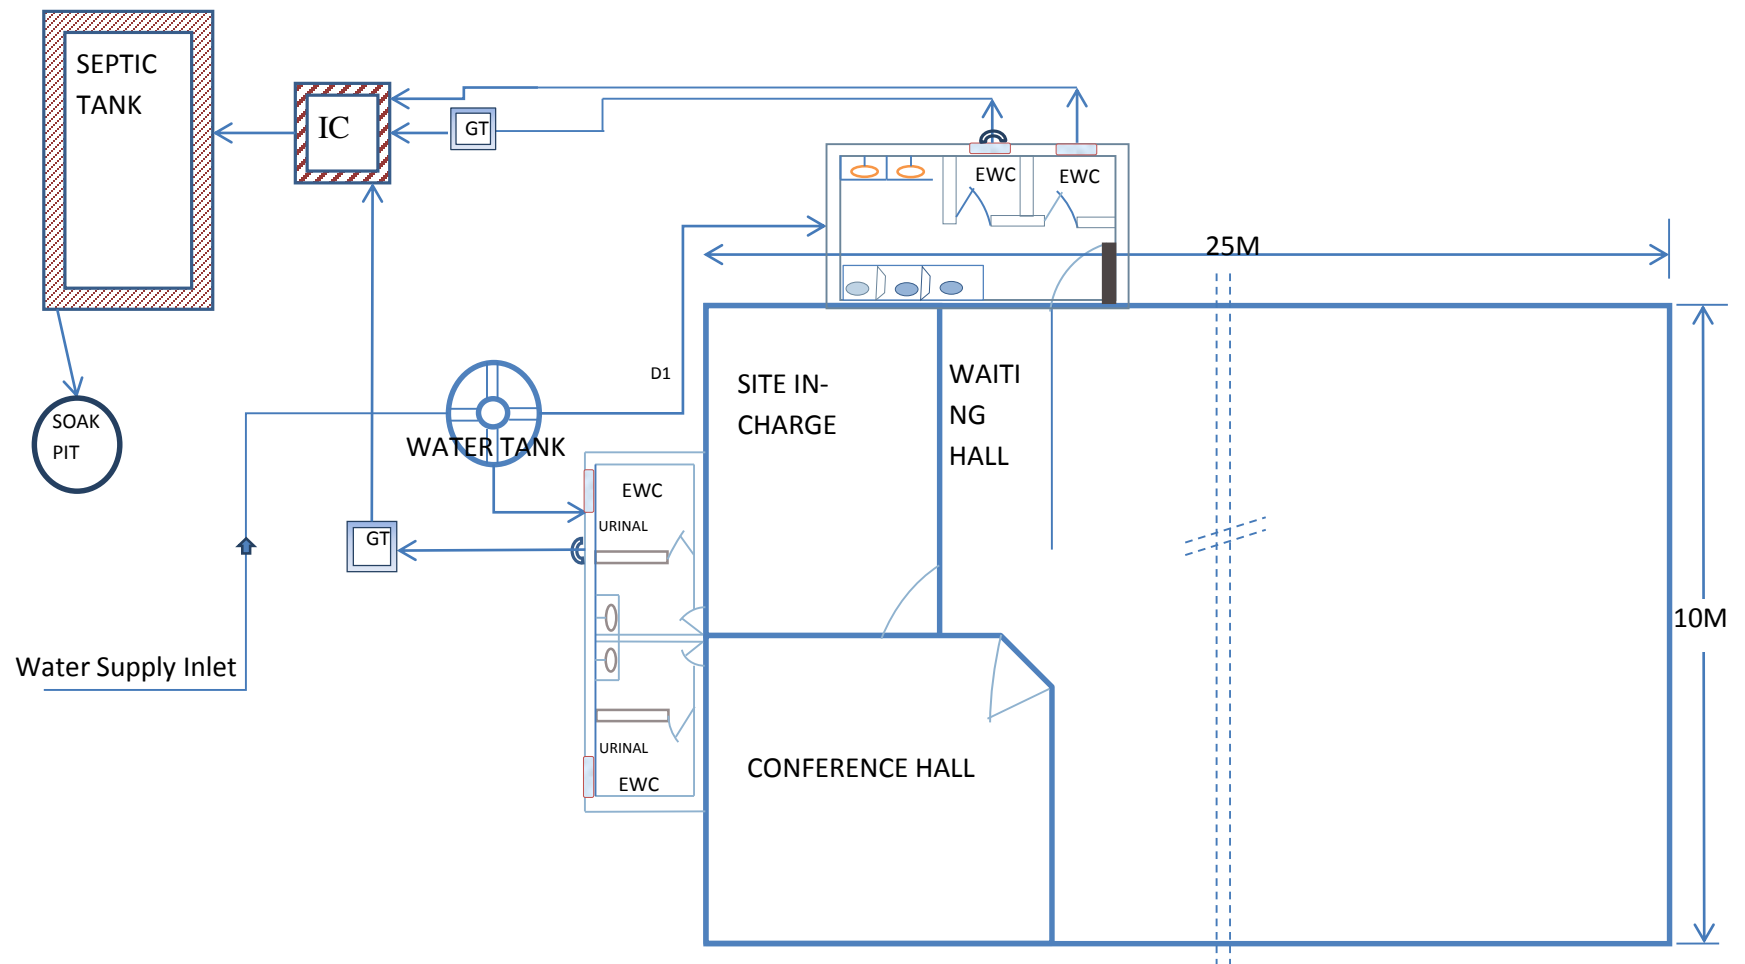 SEPTIC
TANK
IC
GT
EWC
EWC
25M
SOAK
PIT
D1
WATER TANK
SITE IN-
CHARGE
WAITI
NG
HALL
EWC
URINAL
GT
10M
Water Supply Inlet
URINAL
EWC
CONFERENCE HALL